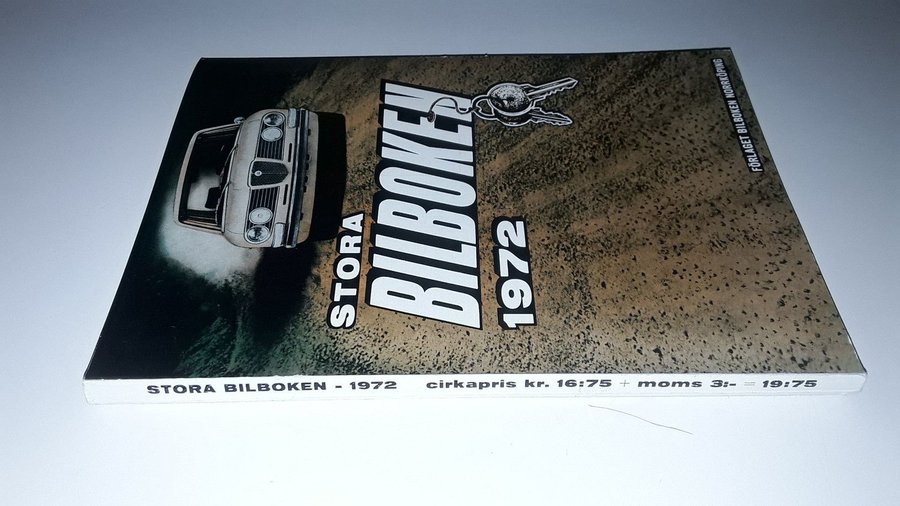 STORA
BILBOKEN
1972
FÖRLAGET BILBOKEN NORRKÖPING
STORA BILBOKEN - 1972 cirkapris kr. 16:75 + moms 3:- = 19:75